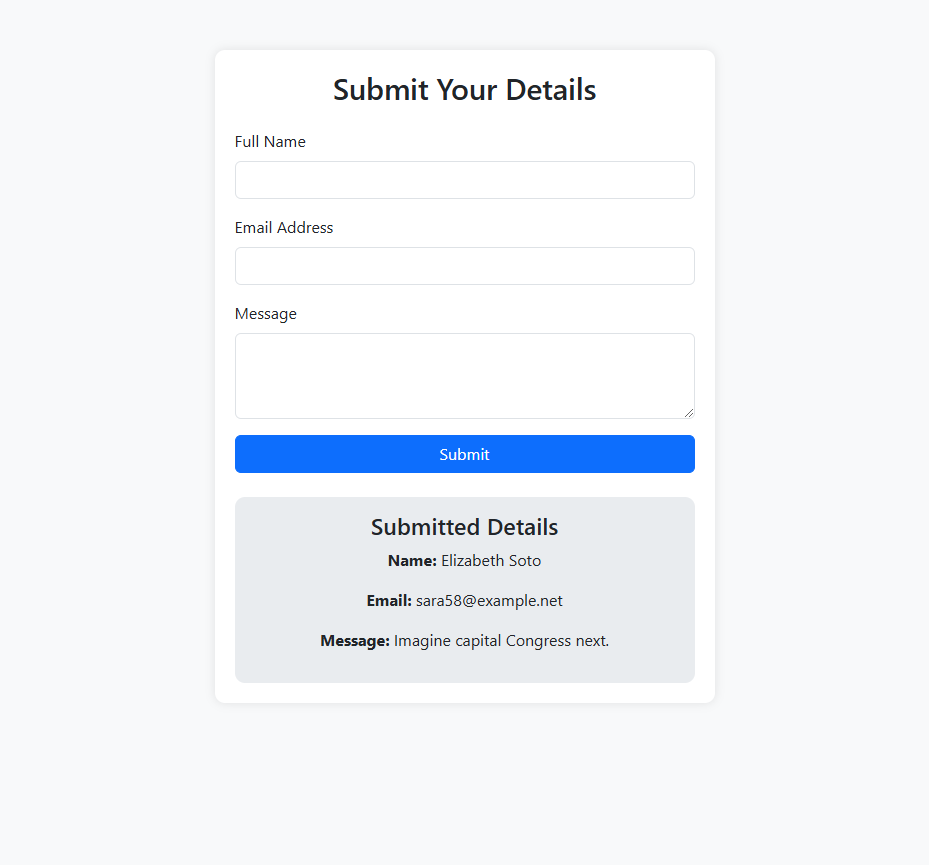 Submit Your Details
Full Name
Email Address
Message
Submit
Submitted Details
Name: Elizabeth Soto
Email: sara58@example.net
Message: Imagine capital Congress next.